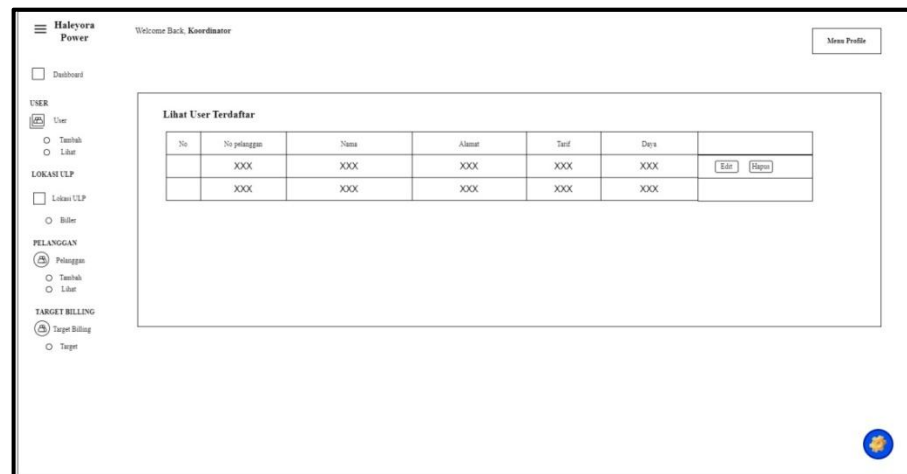 Haleyora
Power
Welcome Back, Koordinator
Menu Profile
Dashboard
USER
User
Tambah
Lihat
LOKASI ULP
Lokasi ULP
Biller
PELANGGAN
Pelanggan
Tambah
Lihat
TARGET BILLING
Target Billing
Target
Lihat User Terdaftar
No No pelanggan Nama Alamat Tarif Daya
XXX XXX XXX XXX XXX Edit Hapus
XXX XXX XXX XXX XXX